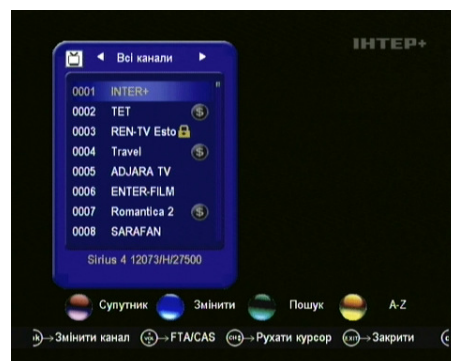 ІНТЕР+
Всі канали
0001 INTER+
0002 TET
0003 REN-TV Esto
0004 Travel
0005 ADJARA TV
0006 ENTER-FILM
0007 Romantica 2
0008 SARAFAN
Sirius 4 12073/H/27500
Супутник Змінити Пошук A-Z
→Змінити канал →FTA/CAS →Рухати курсор EXIT→Закрити